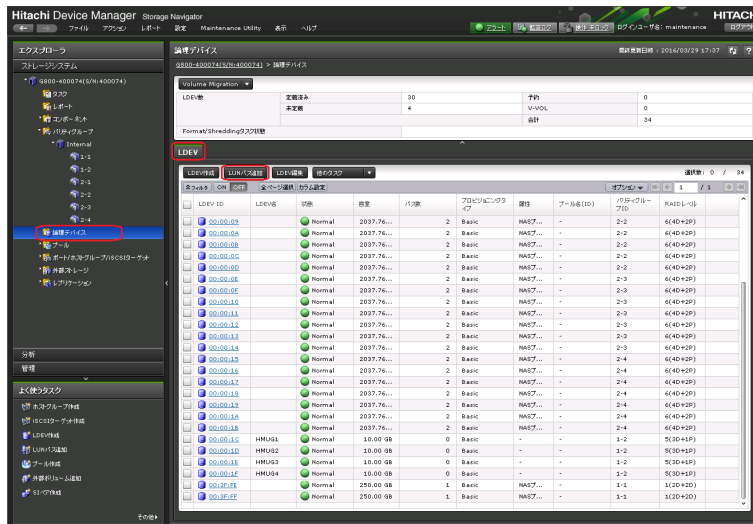 Hitachi Device Manager Storage Navigator
HITACHI
ファイル アクション レポート 設定 Maintenance Utility 表示 ヘルプ
アラート 監査ログ 操作 未ロック ログインユーザ名: maintenance
エクスプローラ
ストレージシステム
G800-400074(S/N:400074)
タスク
レポート
コンポーネント
パリティグループ
Internal
1-1
1-2
2-1
2-2
2-3
2-4
論理デバイス
プール
ポート/ホストグループ/iSCSIターゲット
外部ストレージ
レプリケーション
分析
管理
よく使うタスク
ホストグループ作成
iSCSIターゲット作成
LDEV作成
LUNパス追加
プール作成
外部ボリューム追加
SIペア作成
その他
論理デバイス 最終更新日時 : 2016/03/29 17:37
G800-400074(S/N:400074) > 論理デバイス
Volume Migration
LDEV数 定義済み 30 予約 0
未定義 4 V-VOL 0
合計 34
Format/Shreddingタスク状態
LDEV
LDEV作成 LUNパス追加 LDEV編集 他のタスク 選択数: 0 / 34
フィルタ ON OFF 全ページ選択 カラム設定 オプション 1 / 1
LDEV ID LDEV名 状態 容量 パス数 プロビジョニングタイプ 属性 プール名(ID) パリティグループID RAIDレベル
00:00:09 Normal 2037.76... 2 Basic NASプ... - 2-2 6(4D+2P)
00:00:0A Normal 2037.76... 2 Basic NASプ... - 2-2 6(4D+2P)
00:00:0B Normal 2037.76... 2 Basic NASプ... - 2-2 6(4D+2P)
00:00:0C Normal 2037.76... 2 Basic NASプ... - 2-2 6(4D+2P)
00:00:0D Normal 2037.76... 2 Basic NASプ... - 2-2 6(4D+2P)
00:00:0E Normal 2037.76... 2 Basic NASプ... - 2-3 6(4D+2P)
00:00:0F Normal 2037.76... 2 Basic NASプ... - 2-3 6(4D+2P)
00:00:10 Normal 2037.76... 2 Basic NASプ... - 2-3 6(4D+2P)
00:00:11 Normal 2037.76... 2 Basic NASプ... - 2-3 6(4D+2P)
00:00:12 Normal 2037.76... 2 Basic NASプ... - 2-3 6(4D+2P)
00:00:13 Normal 2037.76... 2 Basic NASプ... - 2-3 6(4D+2P)
00:00:14 Normal 2037.76... 2 Basic NASプ... - 2-3 6(4D+2P)
00:00:15 Normal 2037.76... 2 Basic NASプ... - 2-4 6(4D+2P)
00:00:16 Normal 2037.76... 2 Basic NASプ... - 2-4 6(4D+2P)
00:00:17 Normal 2037.76... 2 Basic NASプ... - 2-4 6(4D+2P)
00:00:18 Normal 2037.76... 2 Basic NASプ... - 2-4 6(4D+2P)
00:00:19 Normal 2037.76... 2 Basic NASプ... - 2-4 6(4D+2P)
00:00:1A Normal 2037.76... 2 Basic NASプ... - 2-4 6(4D+2P)
00:00:1B Normal 2037.76... 2 Basic NASプ... - 2-4 6(4D+2P)
00:00:1C HMUG1 Normal 10.00 GB 0 Basic - - 1-2 5(3D+1P)
00:00:1D HMUG2 Normal 10.00 GB 0 Basic - - 1-2 5(3D+1P)
00:00:1E HMUG3 Normal 10.00 GB 0 Basic - - 1-2 5(3D+1P)
00:00:1F HMUG4 Normal 10.00 GB 0 Basic - - 1-2 5(3D+1P)
00:3F:FE Normal 250.00 GB 1 Basic NASプ... - 1-1 1(2D+2D)
00:3F:FF Normal 250.00 GB 1 Basic NASプ... - 1-1 1(2D+2D)